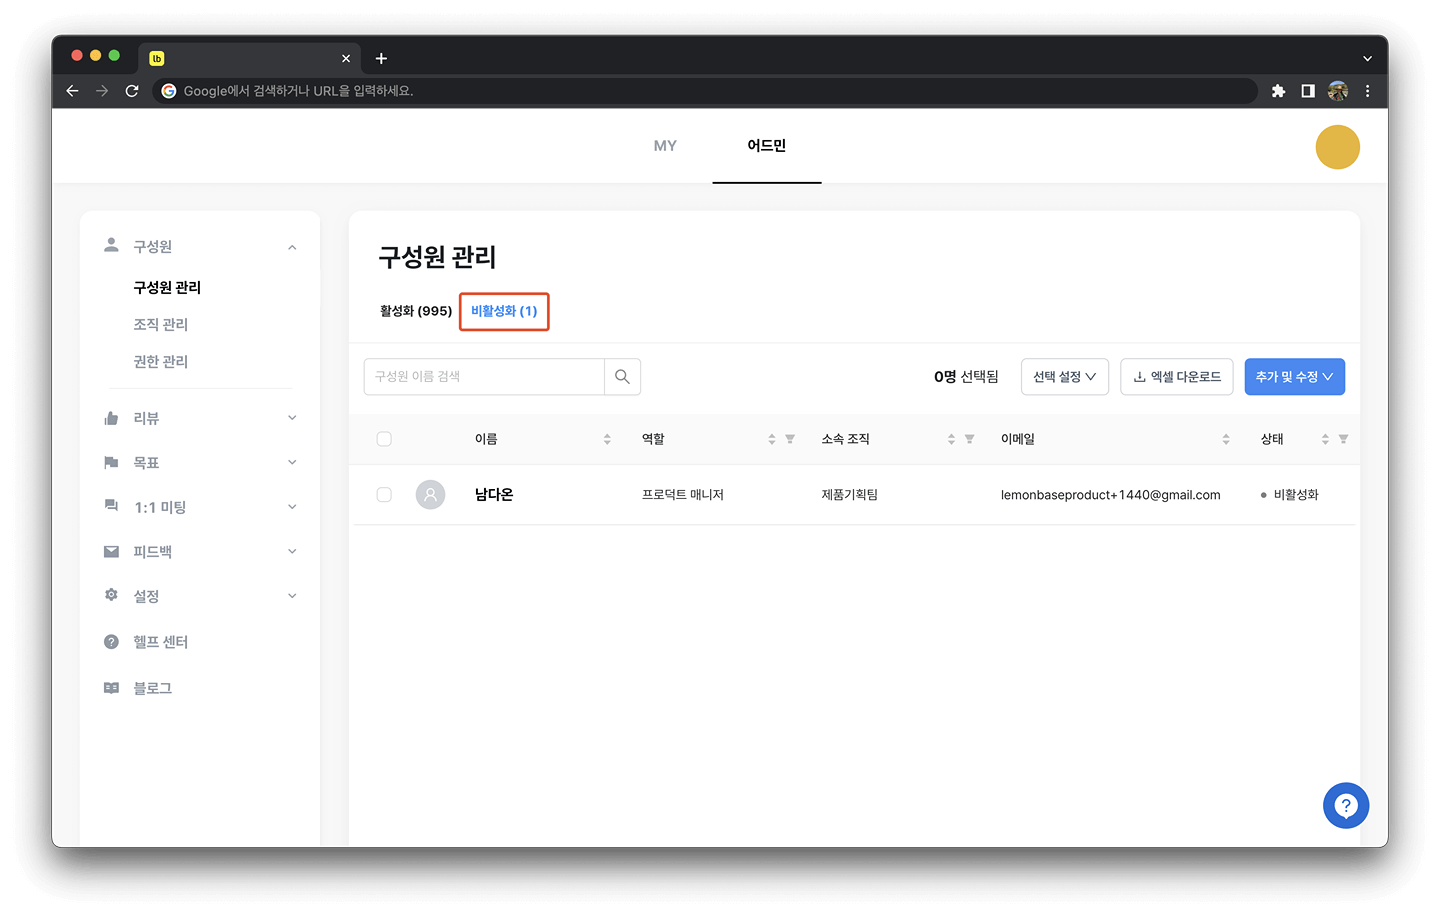 lb
Google에서 검색하거나 URL을 입력하세요.
MY
어드민
구성원
구성원 관리
조직 관리
권한 관리
리뷰
목표
1:1 미팅
피드백
설정
헬프 센터
블로그
구성원 관리
활성화 (995) 비활성화 (1)
구성원 이름 검색
0명 선택됨 선택 설정 엑셀 다운로드 추가 및 수정
이름 역할 소속 조직 이메일 상태
남다온 프로덕트 매니저 제품기획팀 lemonbaseproduct+1440@gmail.com 비활성화